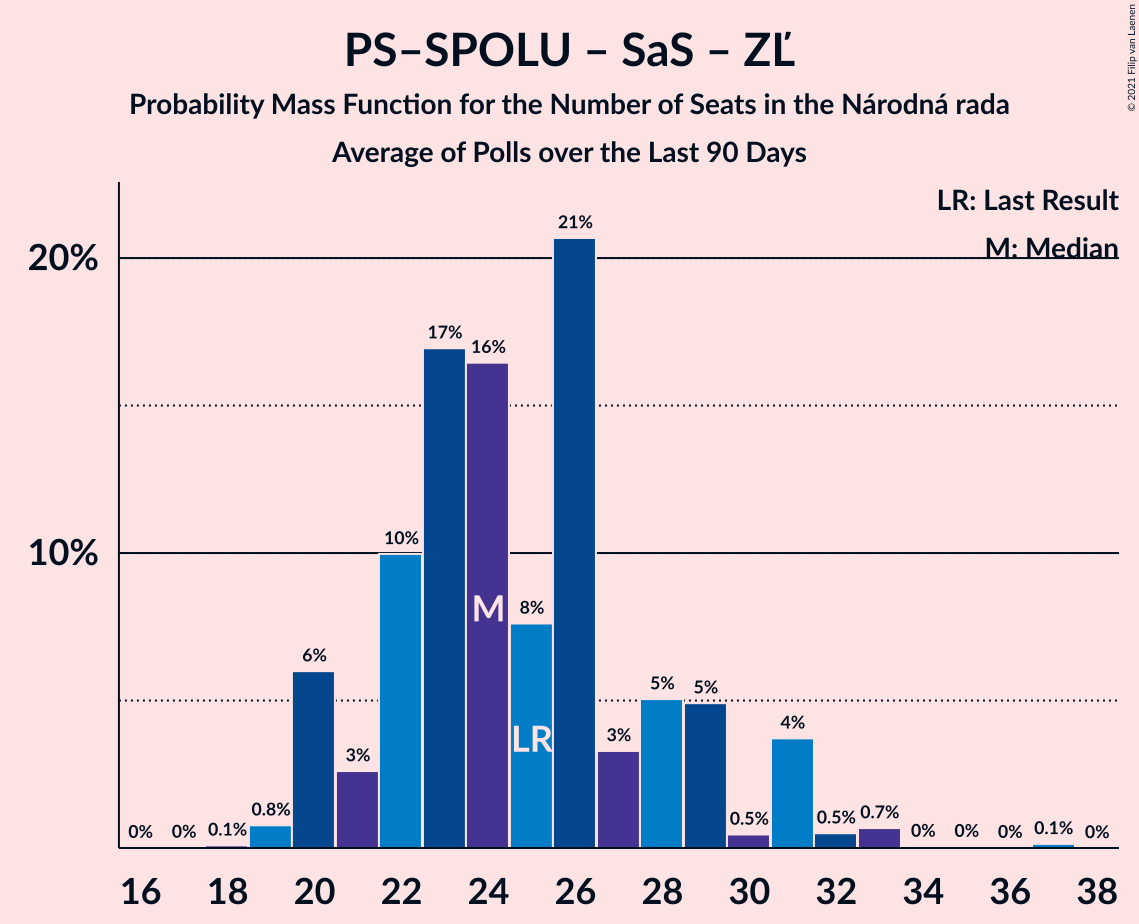 PS–SPOLU – SaS – ZĽ
Probability Mass Function for the Number of Seats in the Národná rada
Average of Polls over the Last 90 Days
© 2021 Filip van Laenen
LR: Last Result
M: Median
20%
10%
0%
0%
0.1%
0.8%
6%
3%
10%
17%
16%
8%
21%
3%
5%
5%
0.5%
4%
0.5%
0.7%
0%
0%
0%
0.1%
0%
M
LR
16 18 20 22 24 26 28 30 32 34 36 38